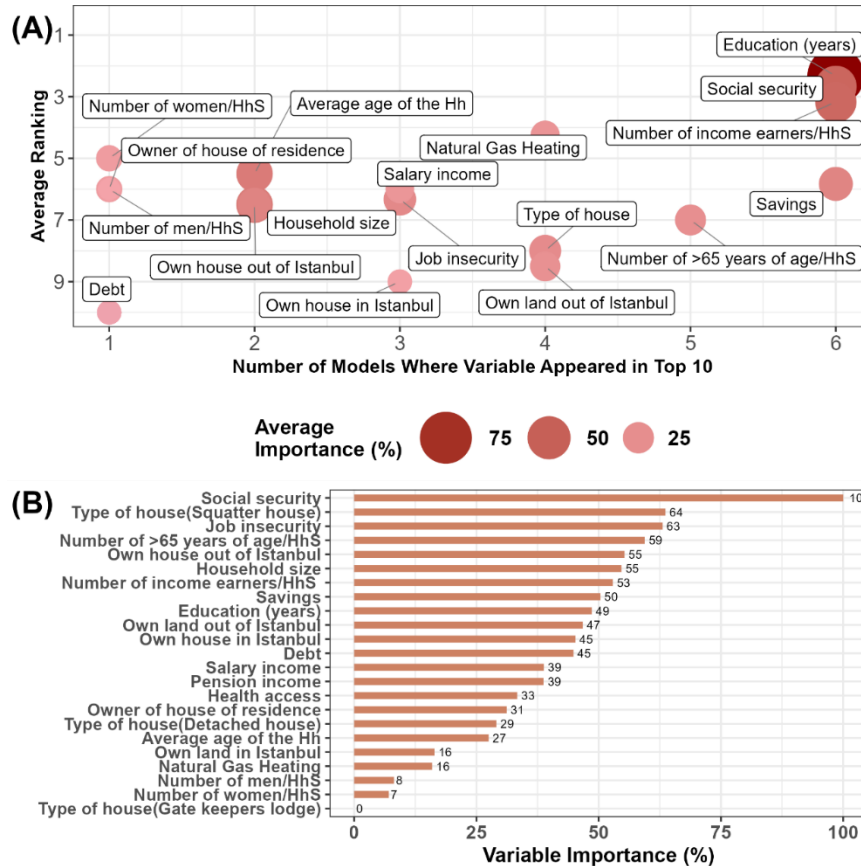 (A)
Average Ranking
1
3
5
7
9
Education (years)
Social security
Number of income earners/HhS
Number of women/HhS
Average age of the Hh
Owner of house of residence
Natural Gas Heating
Salary income
Savings
Number of men/HhS
Household size
Type of house
Own house out of Istanbul
Job insecurity
Number of >65 years of age/HhS
Debt
Own house in Istanbul
Own land out of Istanbul
1 2 3 4 5 6
Number of Models Where Variable Appeared in Top 10
Average
Importance (%)
75 50 25
(B)
Social security 10
Type of house(Squatter house) 64
Job insecurity 63
Number of >65 years of age/HhS 59
Own house out of Istanbul 55
Household size 55
Number of income earners/HhS 53
Savings 50
Education (years) 49
Own land out of Istanbul 47
Own house in Istanbul 45
Debt 45
Salary income 39
Pension income 39
Health access 33
Owner of house of residence 31
Type of house(Detached house) 29
Average age of the Hh 27
Own land in Istanbul 16
Natural Gas Heating 16
Number of men/HhS 8
Number of women/HhS 7
Type of house(Gate keepers lodge) 0
0 25 50 75 100
Variable Importance (%)